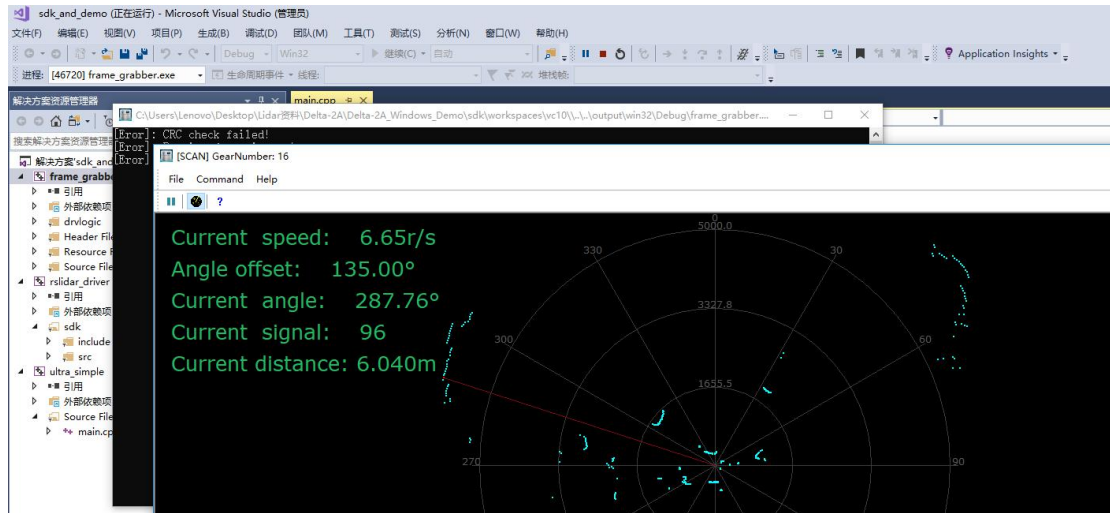 sdk_and_demo (正在运行) - Microsoft Visual Studio (管理员)
文件(F) 编辑(E) 视图(V) 项目(P) 生成(B) 调试(D) 团队(M) 工具(T) 测试(S) 分析(N) 窗口(W) 帮助(H)
Debug Win32 继续(C) 自动 Application Insights
进程: [46720] frame_grabber.exe 生命周期事件 线程: 堆栈帧:
解决方案资源管理器 main.cpp
C:\Users\Lenovo\Desktop\Lidar资料\Delta-2A\Delta-2A_Windows_Demo\sdk\workspaces\vc10\\..\..\output\win32\Debug\frame_grabber....
[Eror]: CRC check failed!
[Eror]
[Eror]
搜索解决方案资源管理
解决方案'sdk_and
frame_grabb
引用
外部依赖项
drvlogic
Header File
Resource F
Source File
rslidar_driver
引用
外部依赖项
sdk
include
src
ultra_simple
引用
外部依赖项
Source File
main.cp
[SCAN] GearNumber: 16
File Command Help
?
Current speed: 6.65r/s
Angle offset: 135.00°
Current angle: 287.76°
Current signal: 96
Current distance: 6.040m
0
5000.0
330
30
3327.8
300
60
1655.5
270
90